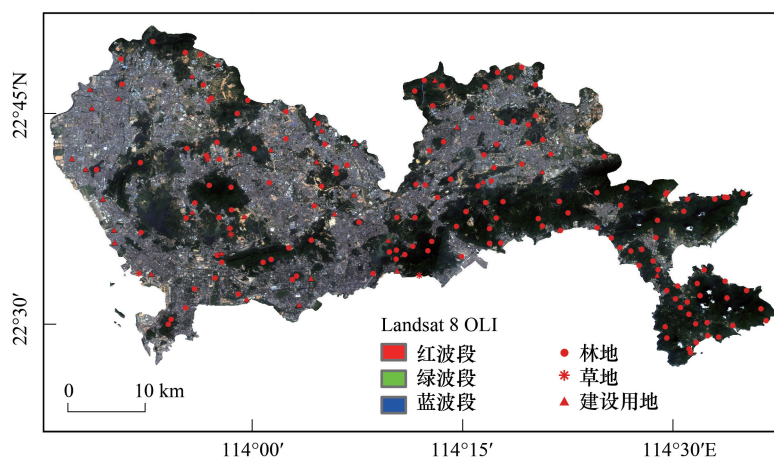 22°45′N
22°30′
Landsat 8 OLI
红波段
绿波段
蓝波段
林地
草地
建设用地
0 10 km
114°00′
114°15′
114°30′E